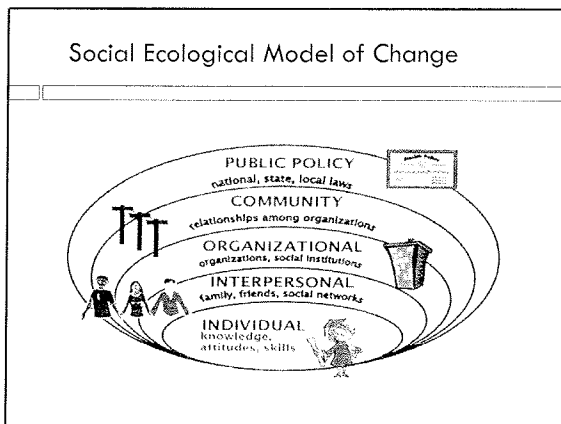 Social Ecological Model of Change
PUBLIC POLICY
national, state, local laws
COMMUNITY
relationships among organizations
ORGANIZATIONAL
organizations, social institutions
INTERPERSONAL
family, friends, social networks
INDIVIDUAL
knowledge,
attitudes, skills